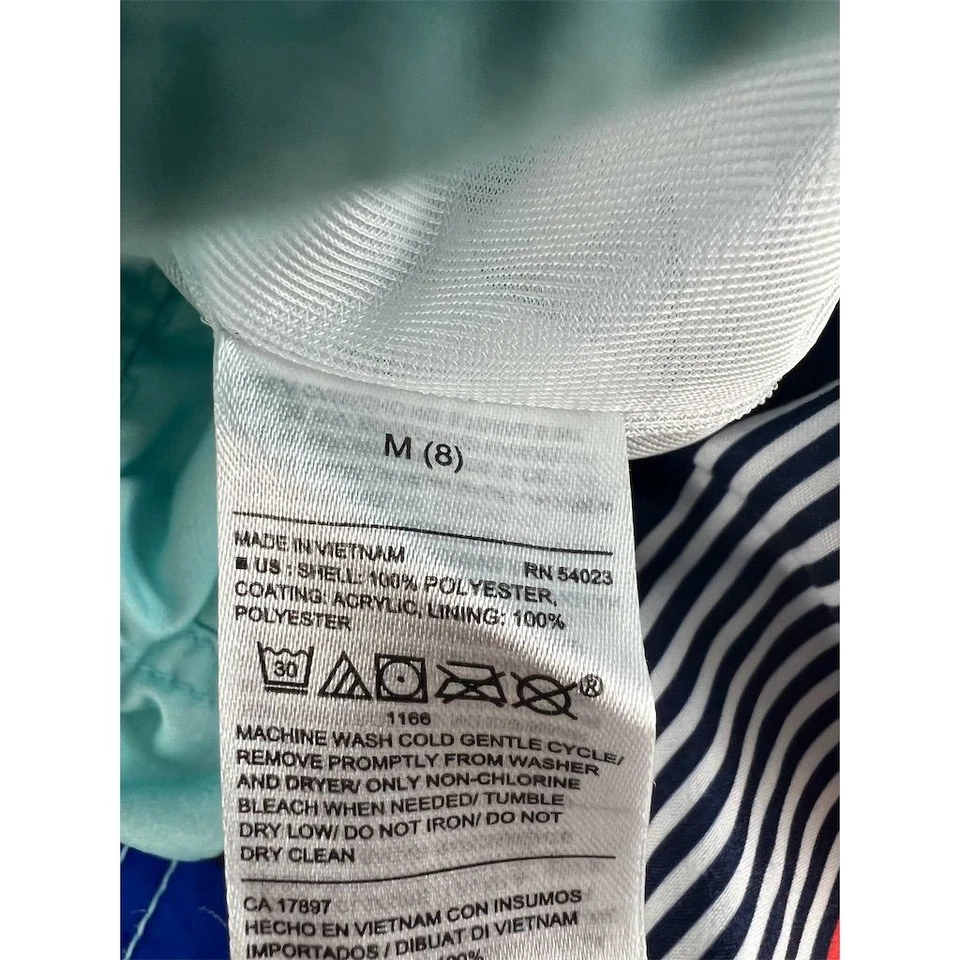 M (8)
MADE IN VIETNAM RN 54023
■ US : SHELL: 100% POLYESTER,
COATING: ACRYLIC, LINING: 100%
POLYESTER
30 ®
1166
MACHINE WASH COLD GENTLE CYCLE/
REMOVE PROMPTLY FROM WASHER
AND DRYER/ ONLY NON-CHLORINE
BLEACH WHEN NEEDED/ TUMBLE
DRY LOW/ DO NOT IRON/ DO NOT
DRY CLEAN
CA 17897
HECHO EN VIETNAM CON INSUMOS
IMPORTADOS / DIBUAT DI VIETNAM
100%